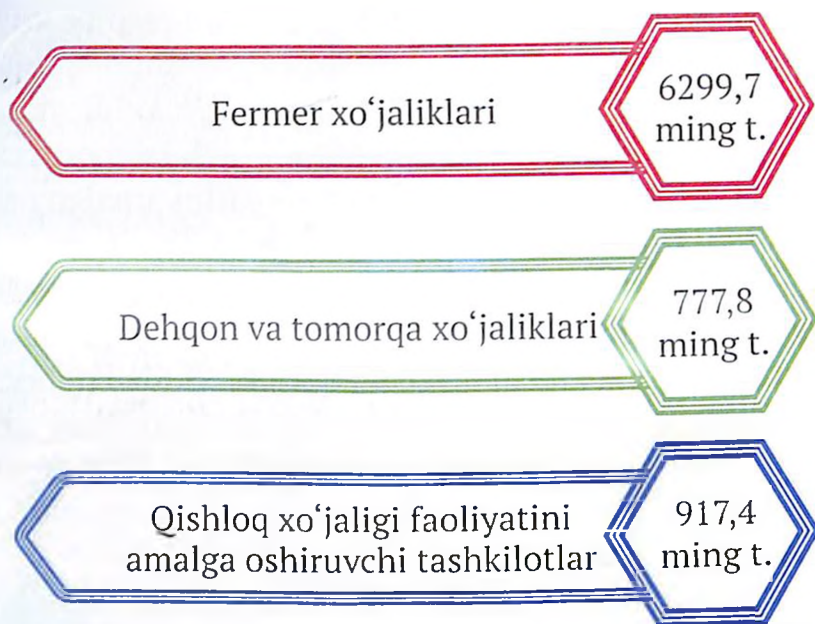 Fermer xo‘jaliklari
6299,7
ming t.
Dehqon va tomorqa xo‘jaliklari
777,8
ming t.
Qishloq xo‘jaligi faoliyatini
amalga oshiruvchi tashkilotlar
917,4
ming t.